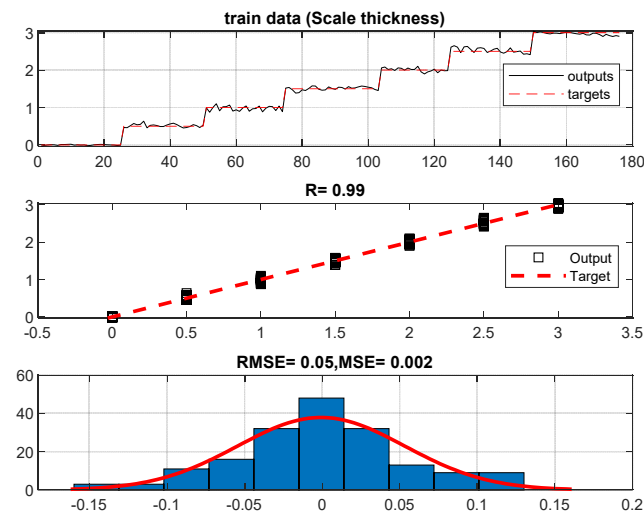 train data (Scale thickness)
3
2
1
0
outputs
targets
0 20 40 60 80 100 120 140 160 180
R= 0.99
3
2
1
0
Output
Target
-0.5 0 0.5 1 1.5 2 2.5 3 3.5
RMSE= 0.05,MSE= 0.002
60
40
20
0
-0.15 -0.1 -0.05 0 0.05 0.1 0.15 0.2